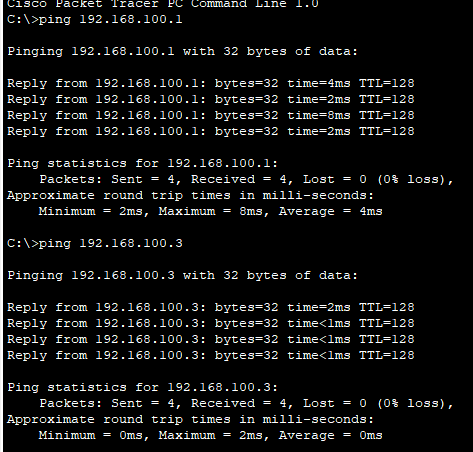 Cisco Packet Tracer PC Command Line 1.0
C:\>ping 192.168.100.1
Pinging 192.168.100.1 with 32 bytes of data:
Reply from 192.168.100.1: bytes=32 time=4ms TTL=128
Reply from 192.168.100.1: bytes=32 time=2ms TTL=128
Reply from 192.168.100.1: bytes=32 time=8ms TTL=128
Reply from 192.168.100.1: bytes=32 time=2ms TTL=128
Ping statistics for 192.168.100.1:
    Packets: Sent = 4, Received = 4, Lost = 0 (0% loss),
Approximate round trip times in milli-seconds:
    Minimum = 2ms, Maximum = 8ms, Average = 4ms
C:\>ping 192.168.100.3
Pinging 192.168.100.3 with 32 bytes of data:
Reply from 192.168.100.3: bytes=32 time=2ms TTL=128
Reply from 192.168.100.3: bytes=32 time<1ms TTL=128
Reply from 192.168.100.3: bytes=32 time<1ms TTL=128
Reply from 192.168.100.3: bytes=32 time<1ms TTL=128
Ping statistics for 192.168.100.3:
    Packets: Sent = 4, Received = 4, Lost = 0 (0% loss),
Approximate round trip times in milli-seconds:
    Minimum = 0ms, Maximum = 2ms, Average = 0ms